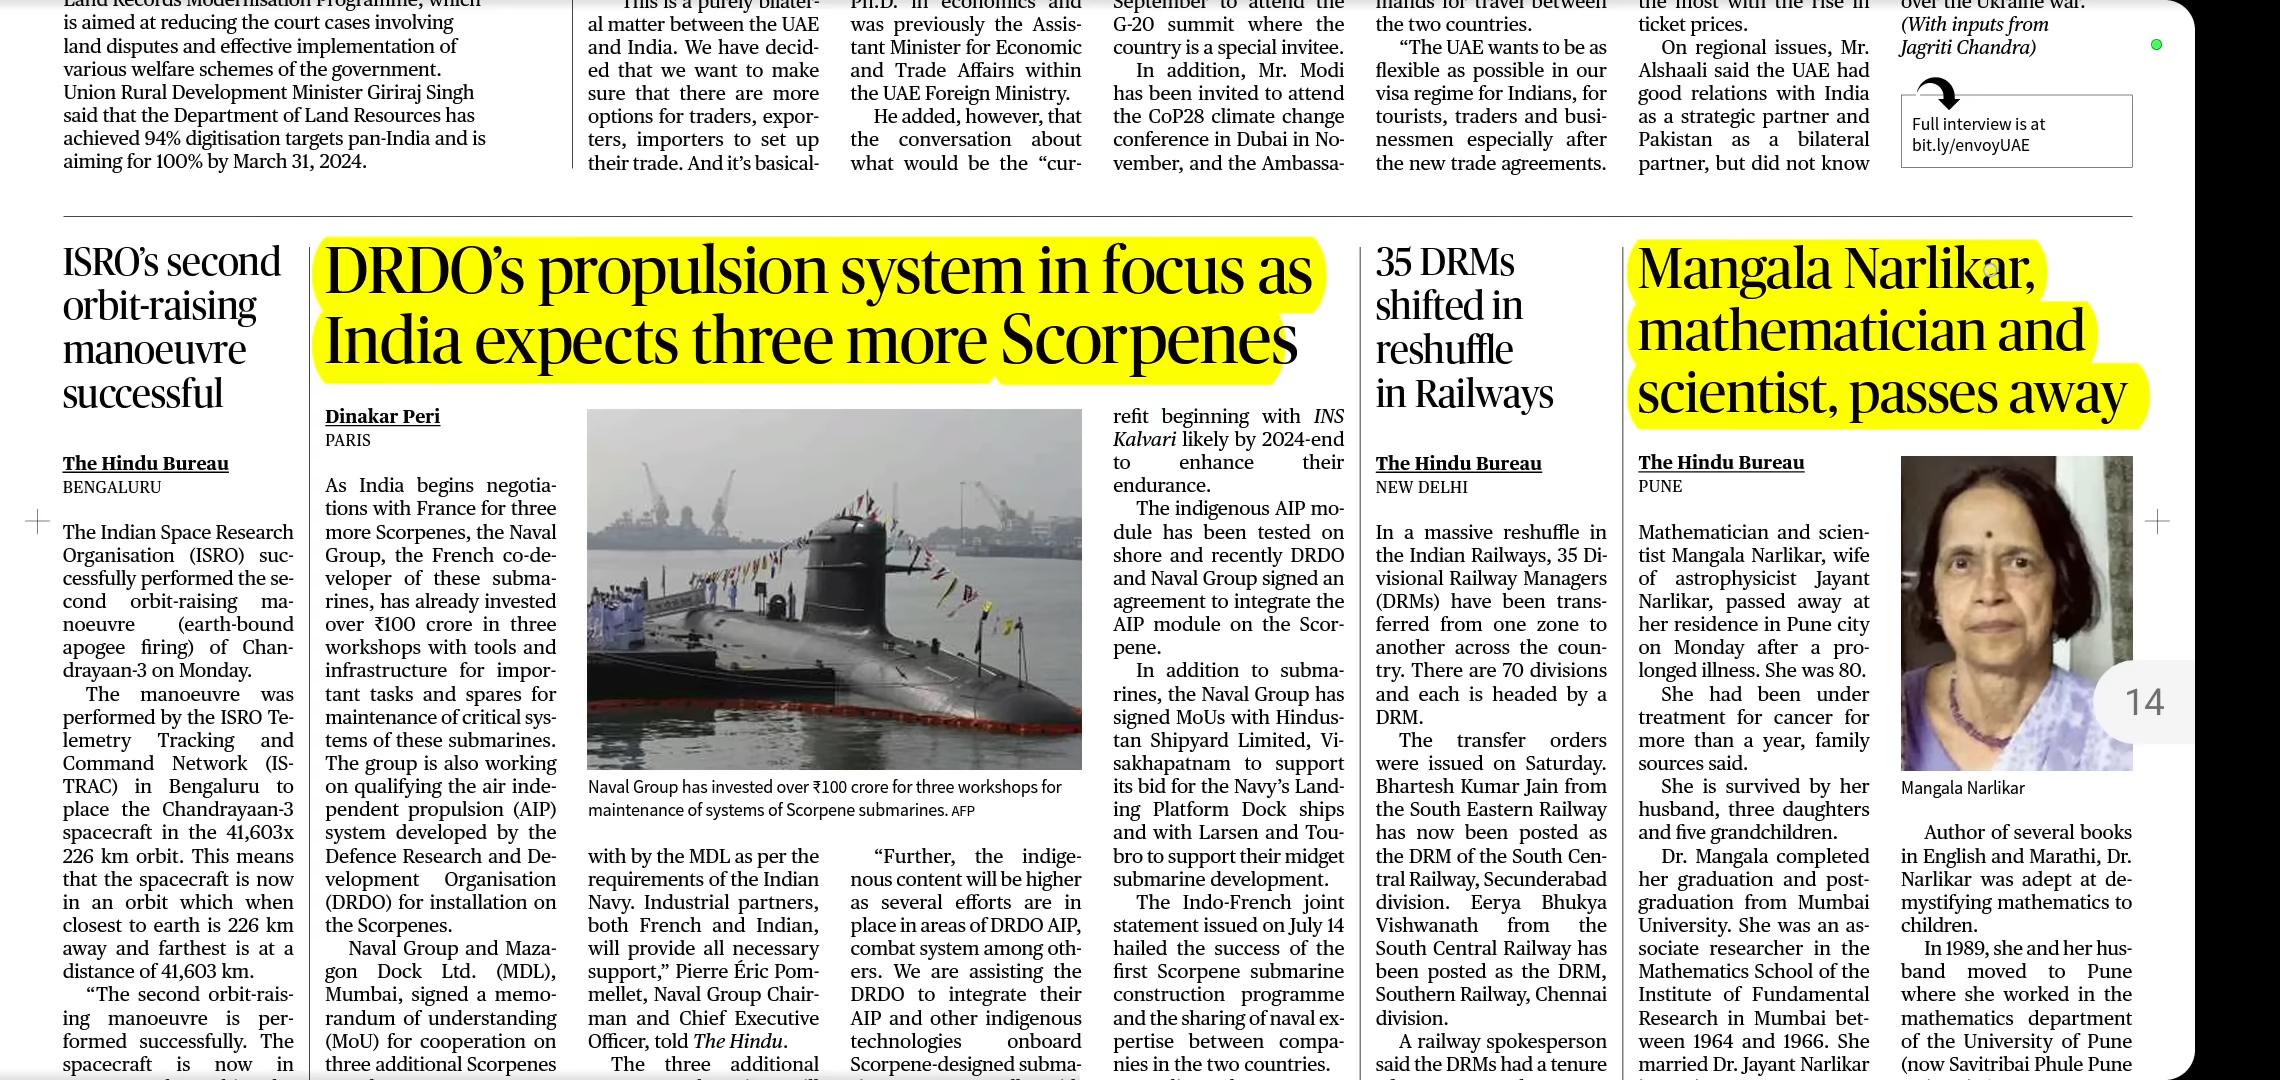 Land Records Modernisation Programme, which
is aimed at reducing the court cases involving
land disputes and effective implementation of
various welfare schemes of the government.
Union Rural Development Minister Giriraj Singh
said that the Department of Land Resources has
achieved 94% digitisation targets pan-India and is
aiming for 100% by March 31, 2024.
This is a purely bilater-
al matter between the UAE
and India. We have decid-
ed that we want to make
sure that there are more
options for traders, expor-
ters, importers to set up
their trade. And it's basical-
Ph.D. in economics and
was previously the Assis-
tant Minister for Economic
and Trade Affairs within
the UAE Foreign Ministry.
He added, however, that
the conversation about
what would be the “cur-
September to attend the
G-20 summit where the
country is a special invitee.
In addition, Mr. Modi
has been invited to attend
the CoP28 climate change
conference in Dubai in No-
vember, and the Ambassa-
mands for travel between
the two countries.
“The UAE wants to be as
flexible as possible in our
visa regime for Indians, for
tourists, traders and busi-
nessmen especially after
the new trade agreements.
the most with the rise in
ticket prices.
On regional issues, Mr.
Alshaali said the UAE had
good relations with India
as a strategic partner and
Pakistan as a bilateral
partner, but did not know
over the Ukraine war.
(With inputs from
Jagriti Chandra)
Full interview is at
bit.ly/envoyUAE
ISRO's second
orbit-raising
manoeuvre
successful
The Hindu Bureau
BENGALURU
The Indian Space Research
Organisation (ISRO) suc-
cessfully performed the se-
cond orbit-raising ma-
noeuvre (earth-bound
apogee firing) of Chan-
drayaan-3 on Monday.
The manoeuvre was
performed by the ISRO Te-
lemetry Tracking and
Command Network (IS-
TRAC) in Bengaluru to
place the Chandrayaan-3
spacecraft in the 41,603x
226 km orbit. This means
that the spacecraft is now
in an orbit which when
closest to earth is 226 km
away and farthest is at a
distance of 41,603 km.
“The second orbit-rais-
ing manoeuvre is per-
formed successfully. The
spacecraft is now in
DRDO's propulsion system in focus as
India expects three more Scorpenes
Dinakar Peri
PARIS
As India begins negotia-
tions with France for three
more Scorpenes, the Naval
Group, the French co-de-
veloper of these subma-
rines, has already invested
over ₹100 crore in three
workshops with tools and
infrastructure for impor-
tant tasks and spares for
maintenance of critical sys-
tems of these submarines.
The group is also working
on qualifying the air inde-
pendent propulsion (AIP)
system developed by the
Defence Research and De-
velopment Organisation
(DRDO) for installation on
the Scorpenes.
Naval Group and Maza-
gon Dock Ltd. (MDL),
Mumbai, signed a memo-
randum of understanding
(MoU) for cooperation on
three additional Scorpenes
Naval Group has invested over ₹100 crore for three workshops for
maintenance of systems of Scorpene submarines. AFP
with by the MDL as per the
requirements of the Indian
Navy. Industrial partners,
both French and Indian,
will provide all necessary
support,” Pierre Éric Pom-
mellet, Naval Group Chair-
man and Chief Executive
Officer, told The Hindu.
The three additional
“Further, the indige-
nous content will be higher
as several efforts are in
place in areas of DRDO AIP,
combat system among oth-
ers. We are assisting the
DRDO to integrate their
AIP and other indigenous
technologies onboard
Scorpene-designed subma-
refit beginning with INS
Kalvari likely by 2024-end
to enhance their
endurance.
The indigenous AIP mo-
dule has been tested on
shore and recently DRDO
and Naval Group signed an
agreement to integrate the
AIP module on the Scor-
pene.
In addition to subma-
rines, the Naval Group has
signed MoUs with Hindus-
tan Shipyard Limited, Vi-
sakhapatnam to support
its bid for the Navy's Land-
ing Platform Dock ships
and with Larsen and Tou-
bro to support their midget
submarine development.
The Indo-French joint
statement issued on July 14
hailed the success of the
first Scorpene submarine
construction programme
and the sharing of naval ex-
pertise between compa-
nies in the two countries.
35 DRMs
shifted in
reshuffle
in Railways
The Hindu Bureau
NEW DELHI
In a massive reshuffle in
the Indian Railways, 35 Di-
visional Railway Managers
(DRMs) have been trans-
ferred from one zone to
another across the coun-
try. There are 70 divisions
and each is headed by a
DRM.
The transfer orders
were issued on Saturday.
Bhartesh Kumar Jain from
the South Eastern Railway
has now been posted as
the DRM of the South Cen-
tral Railway, Secunderabad
division. Eerya Bhukya
Vishwanath from the
South Central Railway has
been posted as the DRM,
Southern Railway, Chennai
division.
A railway spokesperson
said the DRMs had a tenure
Mangala Narlikar,
mathematician and
scientist, passes away
The Hindu Bureau
PUNE
Mathematician and scien-
tist Mangala Narlikar, wife
of astrophysicist Jayant
Narlikar, passed away at
her residence in Pune city
on Monday after a pro-
longed illness. She was 80.
She had been under
treatment for cancer for
more than a year, family
sources said.
She is survived by her
husband, three daughters
and five grandchildren.
Dr. Mangala completed
her graduation and post-
graduation from Mumbai
University. She was an as-
sociate researcher in the
Mathematics School of the
Institute of Fundamental
Research in Mumbai bet-
ween 1964 and 1966. She
married Dr. Jayant Narlikar
14
Mangala Narlikar
Author of several books
in English and Marathi, Dr.
Narlikar was adept at de-
mystifying mathematics to
children.
In 1989, she and her hus-
band moved to Pune
where she worked in the
mathematics department
of the University of Pune
(now Savitribai Phule Pune